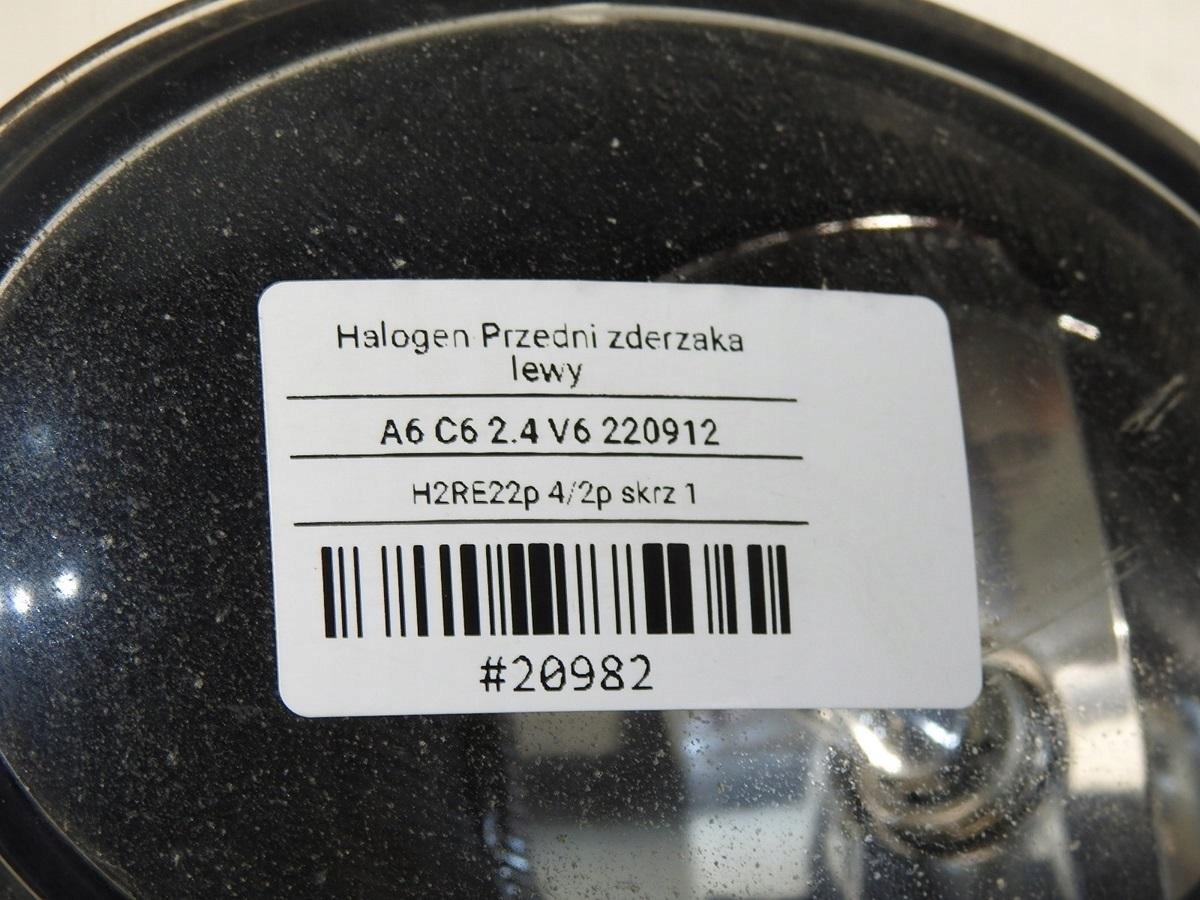 Halogen Przedni zderzaka
lewy
A6 C6 2.4 V6 220912
H2RE22p 4/2p skrz 1
#20982